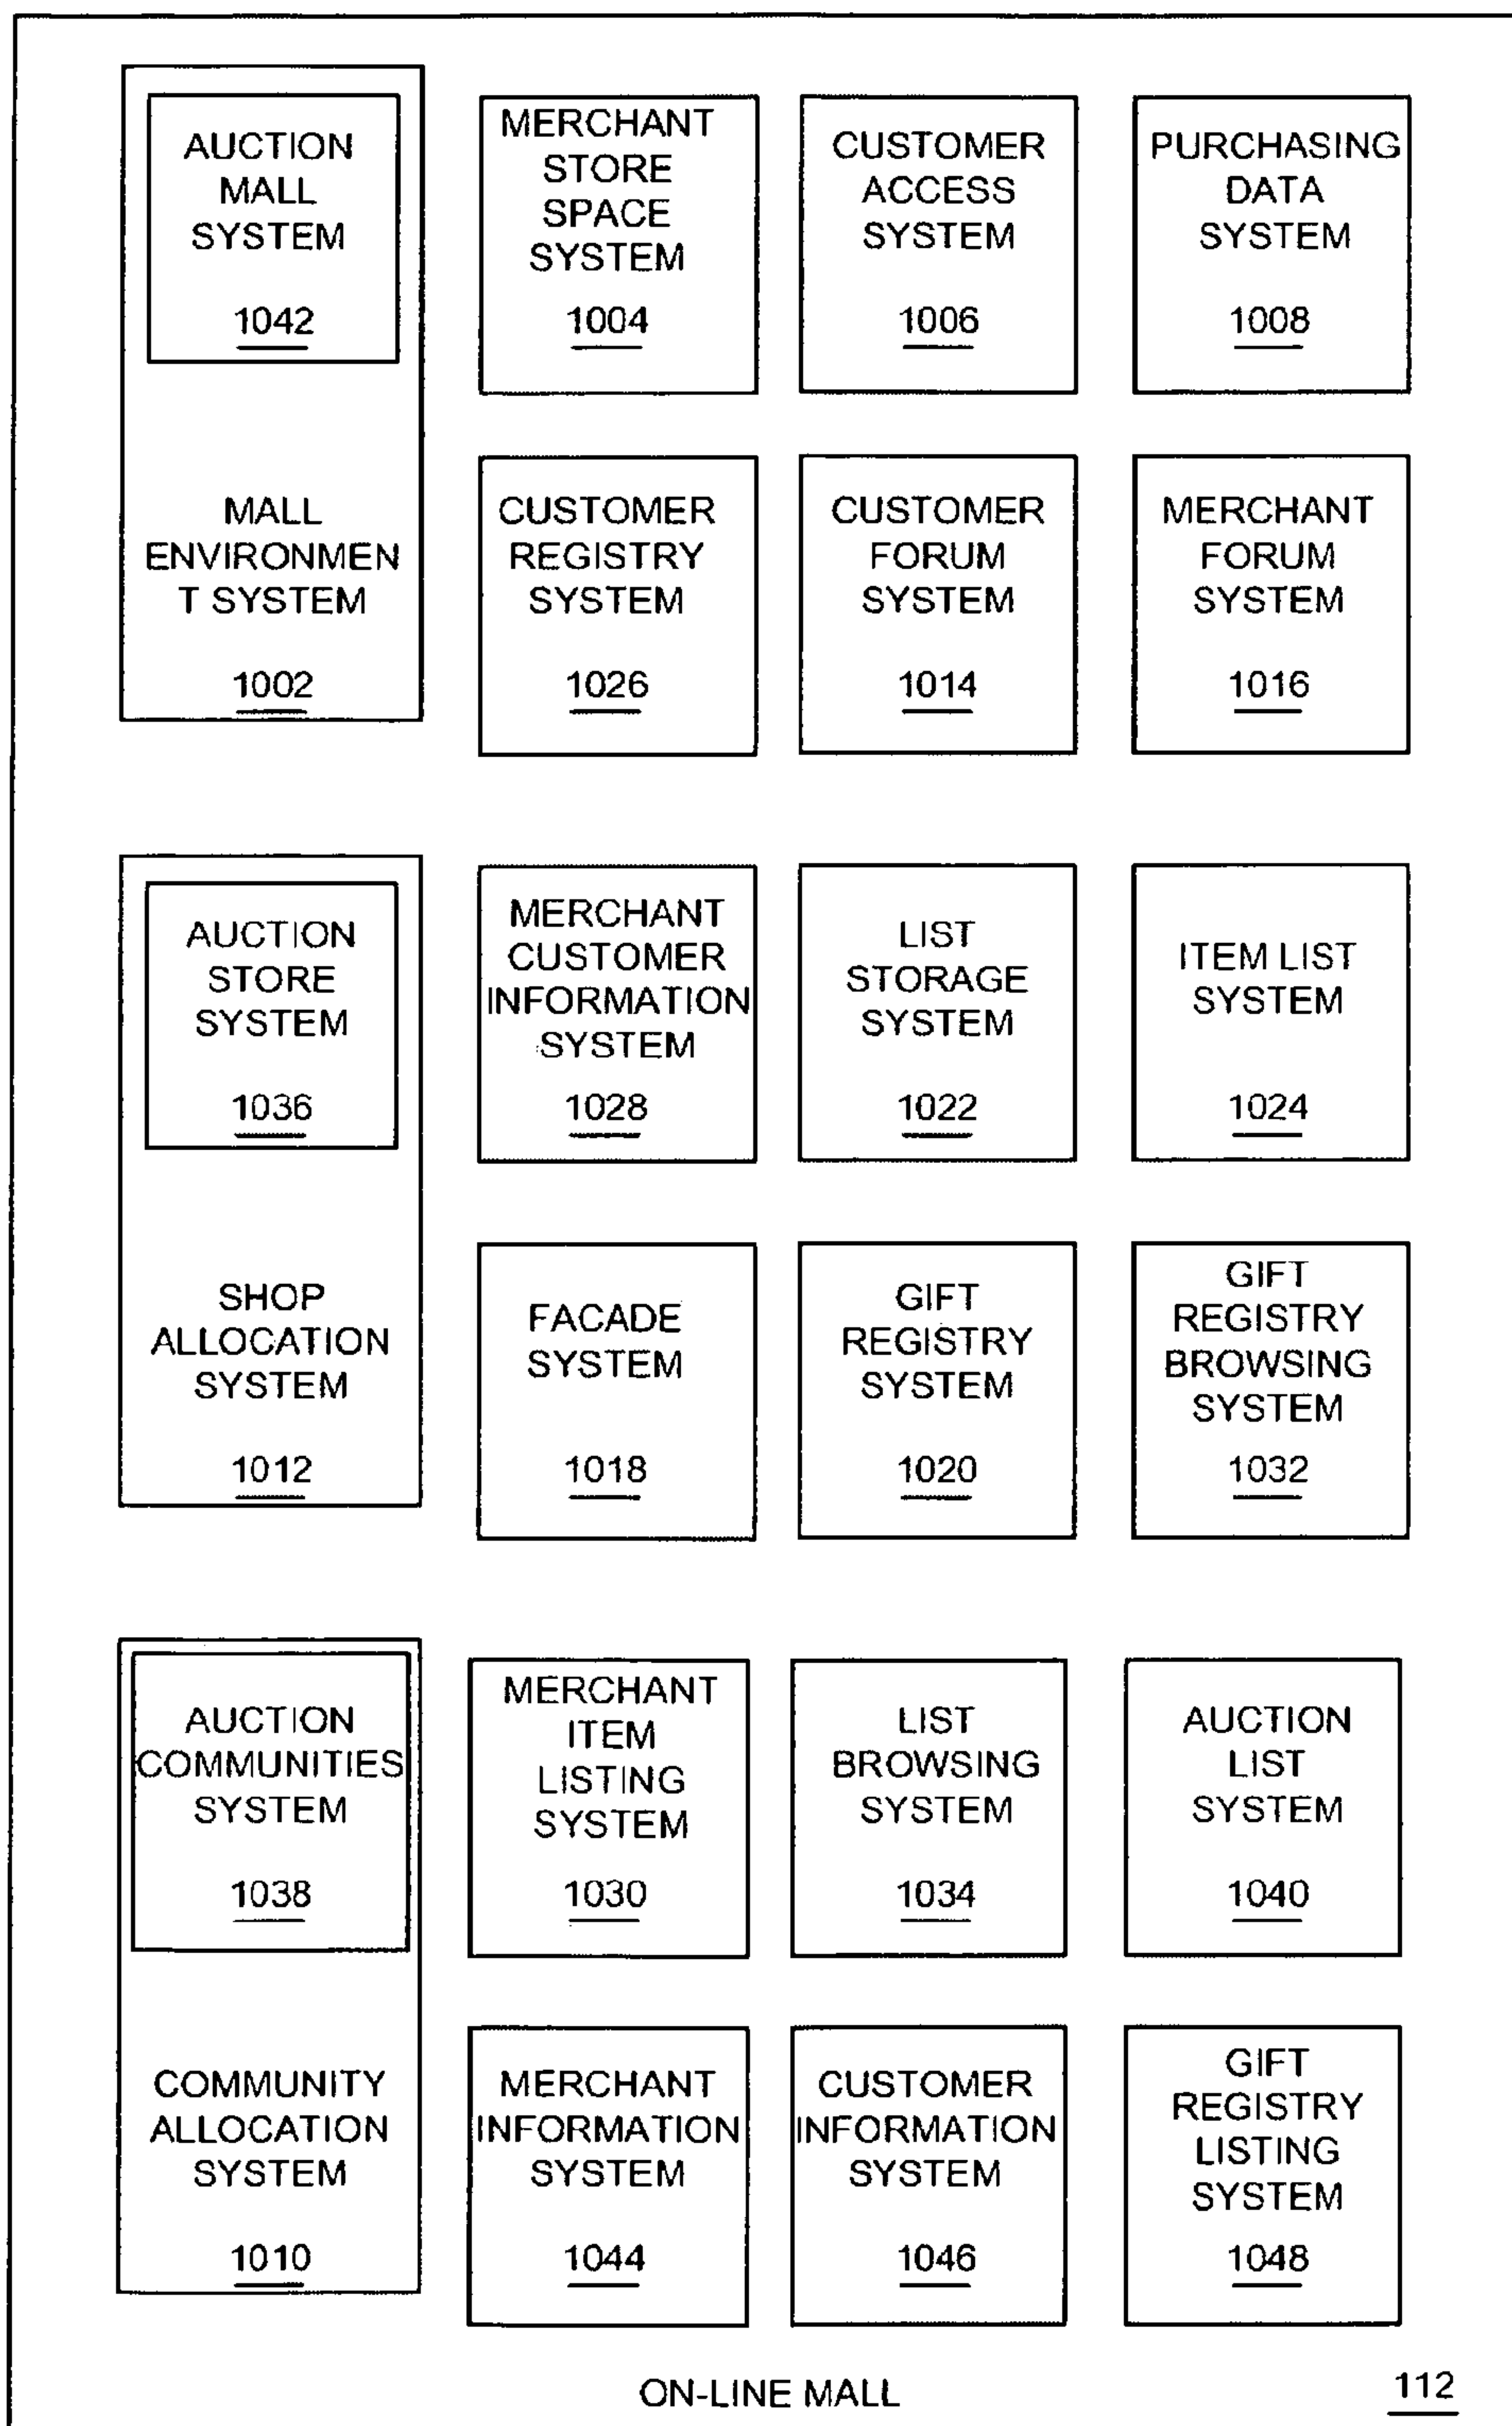 AUCTION
MALL
SYSTEM
1042
MALL
ENVIRONMEN
T SYSTEM
1002
MERCHANT
STORE
SPACE
SYSTEM
1004
CUSTOMER
ACCESS
SYSTEM
1006
PURCHASING
DATA
SYSTEM
1008
CUSTOMER
REGISTRY
SYSTEM
1026
CUSTOMER
FORUM
SYSTEM
1014
MERCHANT
FORUM
SYSTEM
1016
AUCTION
STORE
SYSTEM
1036
SHOP
ALLOCATION
SYSTEM
1012
MERCHANT
CUSTOMER
INFORMATION
SYSTEM
1028
LIST
STORAGE
SYSTEM
1022
ITEM LIST
SYSTEM
1024
FACADE
SYSTEM
1018
GIFT
REGISTRY
SYSTEM
1020
GIFT
REGISTRY
BROWSING
SYSTEM
1032
AUCTION
COMMUNITIES
SYSTEM
1038
COMMUNITY
ALLOCATION
SYSTEM
1010
MERCHANT
ITEM
LISTING
SYSTEM
1030
LIST
BROWSING
SYSTEM
1034
AUCTION
LIST
SYSTEM
1040
MERCHANT
INFORMATION
SYSTEM
1044
CUSTOMER
INFORMATION
SYSTEM
1046
GIFT
REGISTRY
LISTING
SYSTEM
1048
ON-LINE MALL
112